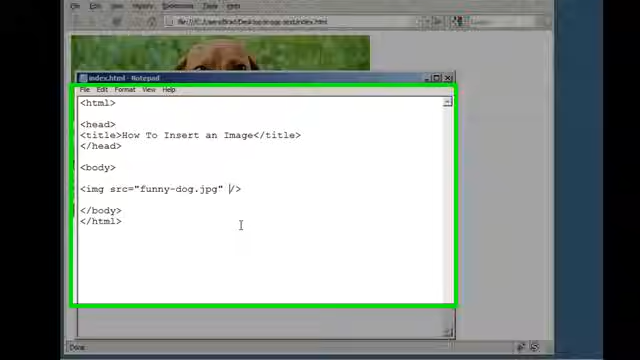 index.html - Notepad
File Edit Format View Help
<html>
<head>
<title>How To Insert an Image</title>
</head>
<body>
<img src="funny-dog.jpg" />
</body>
</html>
Done